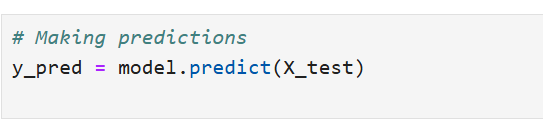 # Making predictions
y_pred = model.predict(X_test)